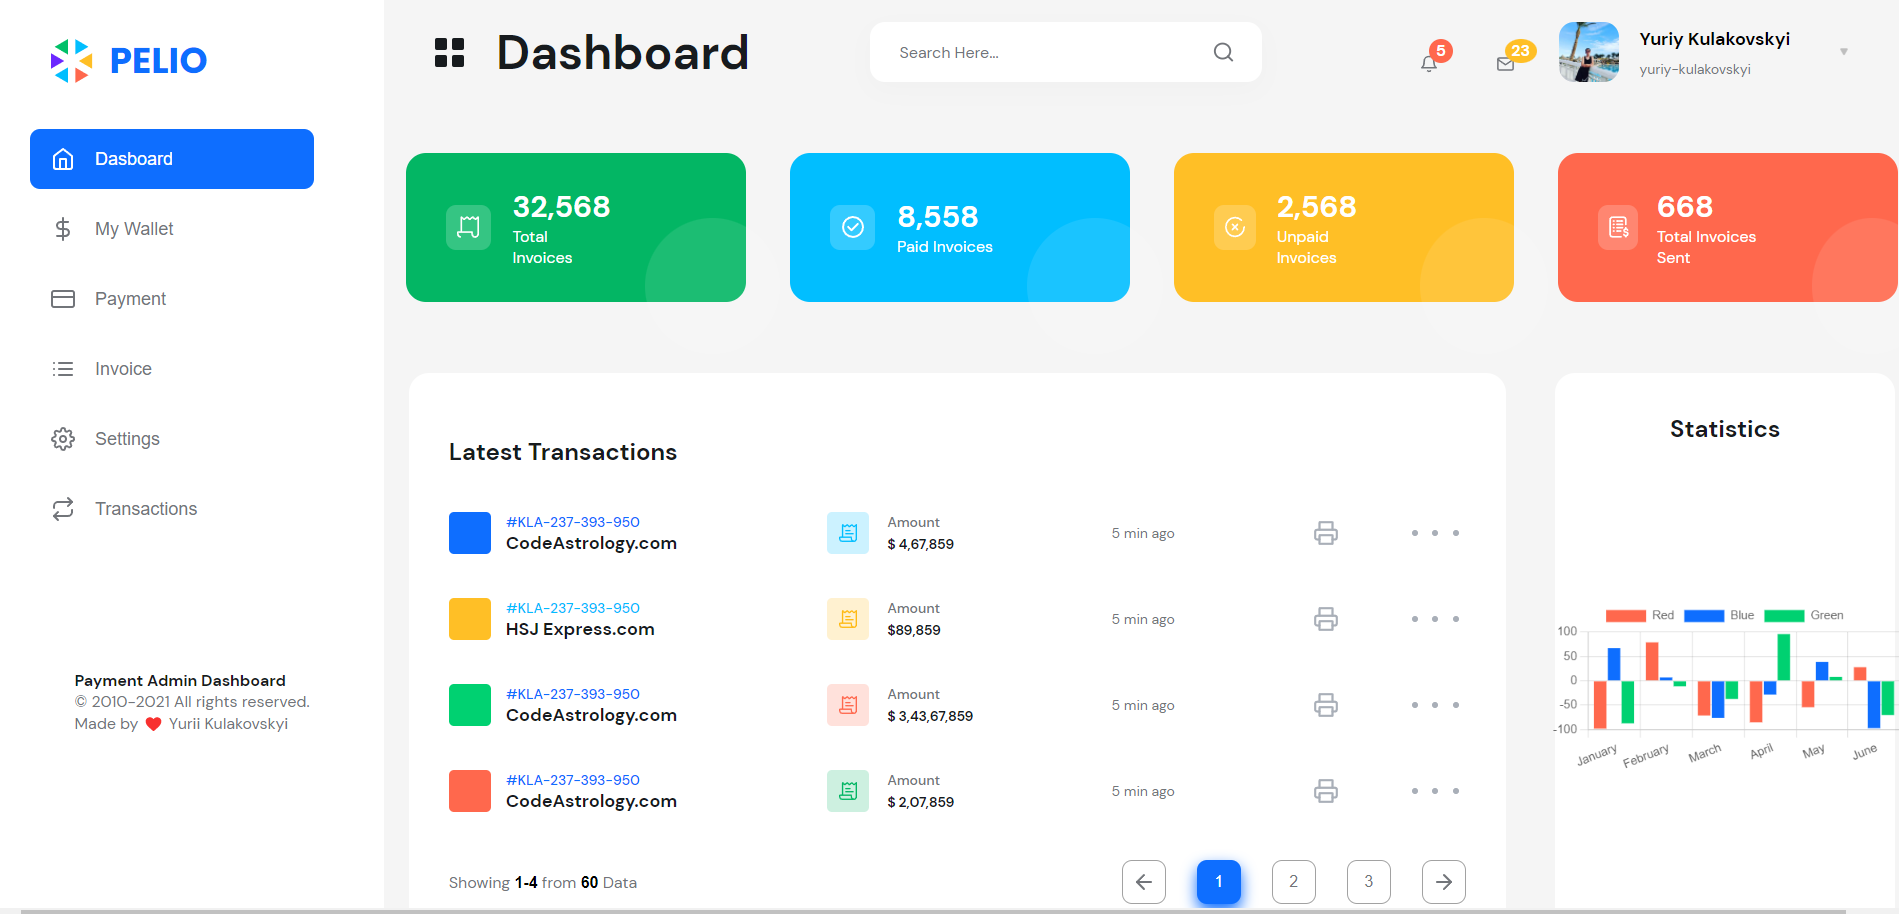 PELIO
Dashboard
Search Here...
5
23
Yuriy Kulakovskyi
yuriy-kulakovskyi
Dasboard
My Wallet
Payment
Invoice
Settings
Transactions
Payment Admin Dashboard
© 2010-2021 All rights reserved.
Made by ❤️ Yurii Kulakovskyi
32,568
Total
Invoices
8,558
Paid Invoices
2,568
Unpaid
Invoices
668
Total Invoices
Sent
Latest Transactions
#KLA-237-393-950
CodeAstrology.com
Amount
$ 4,67,859
5 min ago
#KLA-237-393-950
HSJ Express.com
Amount
$89,859
5 min ago
#KLA-237-393-950
CodeAstrology.com
Amount
$ 3,43,67,859
5 min ago
#KLA-237-393-950
CodeAstrology.com
Amount
$ 2,07,859
5 min ago
Showing 1-4 from 60 Data
1
2
3
Statistics
Red Blue Green
100
50
0
-50
-100
January February March April May June